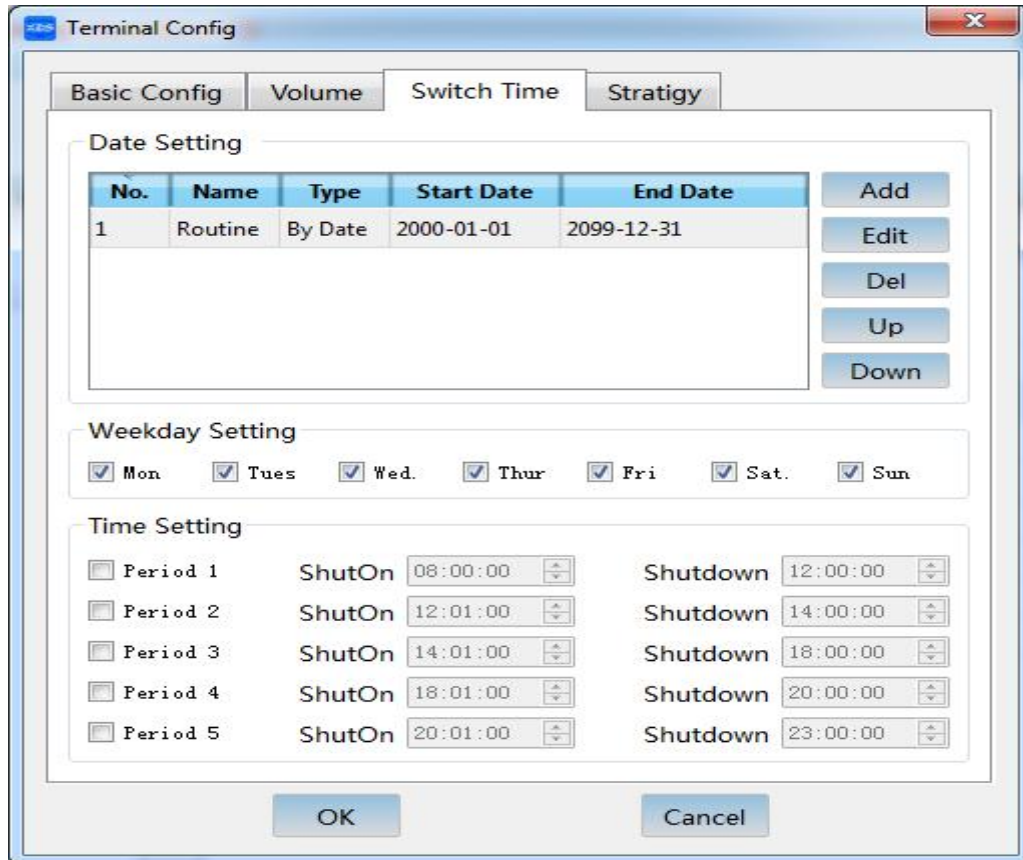 XES Terminal Config
Basic Config Volume Switch Time Stratigy
Date Setting
No. Name Type Start Date End Date
1 Routine By Date 2000-01-01 2099-12-31
Add
Edit
Del
Up
Down
Weekday Setting
Mon Tues Wed. Thur Fri Sat. Sun
Time Setting
Period 1 ShutOn 08:00:00 Shutdown 12:00:00
Period 2 ShutOn 12:01:00 Shutdown 14:00:00
Period 3 ShutOn 14:01:00 Shutdown 18:00:00
Period 4 ShutOn 18:01:00 Shutdown 20:00:00
Period 5 ShutOn 20:01:00 Shutdown 23:00:00
OK Cancel